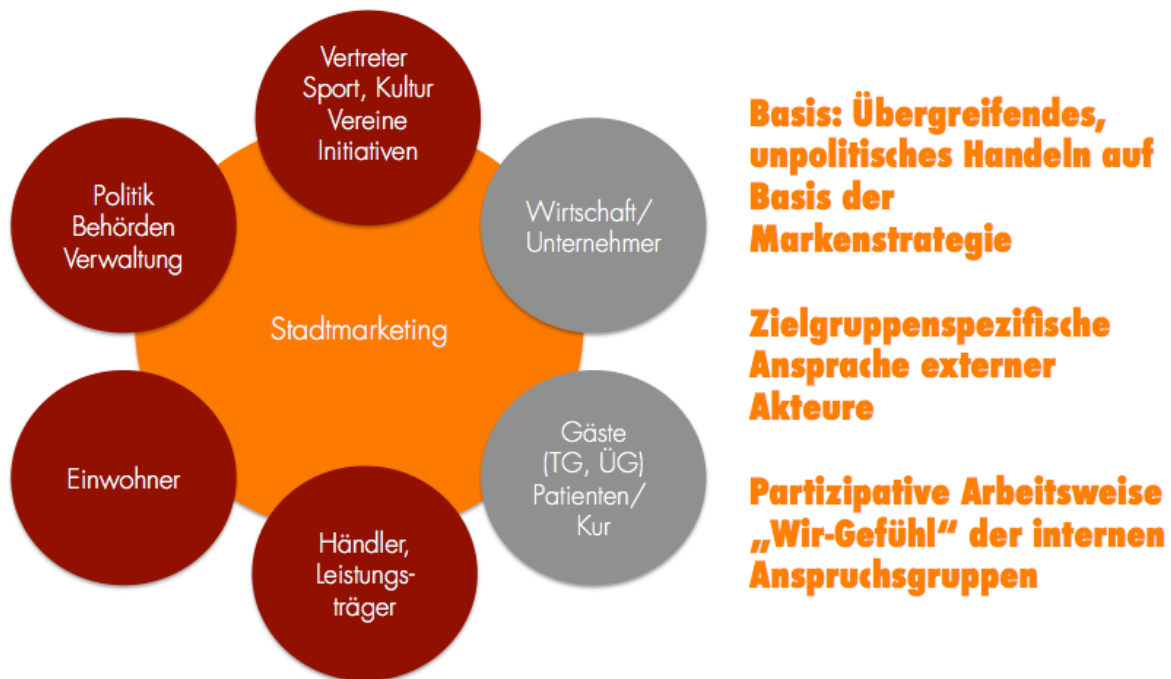 Vertreter
Sport, Kultur
Vereine
Initiativen
Politik
Behörden
Verwaltung
Wirtschaft/
Unternehmer
Stadtmarketing
Einwohner
Gäste
(TG, ÜG)
Patienten/
Kur
Händler,
Leistungs-
träger
Basis: Übergreifendes,
unpolitisches Handeln auf
Basis der
Markenstrategie
Zielgruppenspezifische
Ansprache externer
Akteure
Partizipative Arbeitsweise
„Wir-Gefühl“ der internen
Anspruchsgruppen